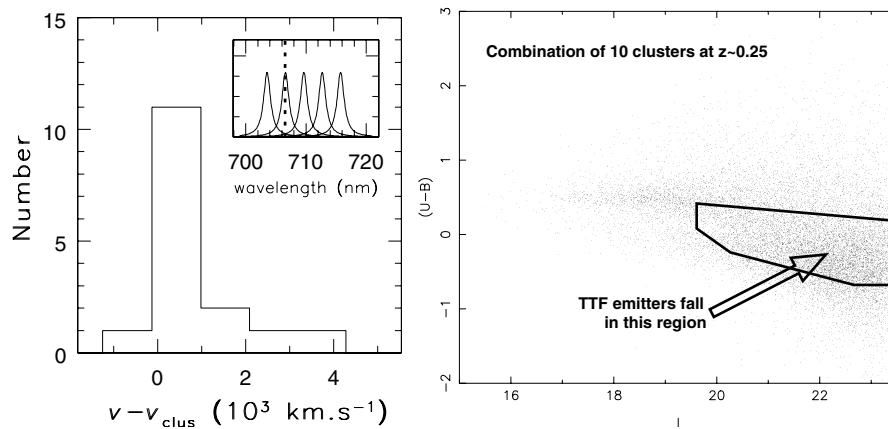 15
10
5
0
Number
0 2 4
v−v_clus (10³ km.s⁻¹)
700 710 720
wavelength (nm)
3
2
1
0
−1
−2
(U−B)
Combination of 10 clusters at z~0.25
TTF emitters fall
in this region
16 18 20 22
I